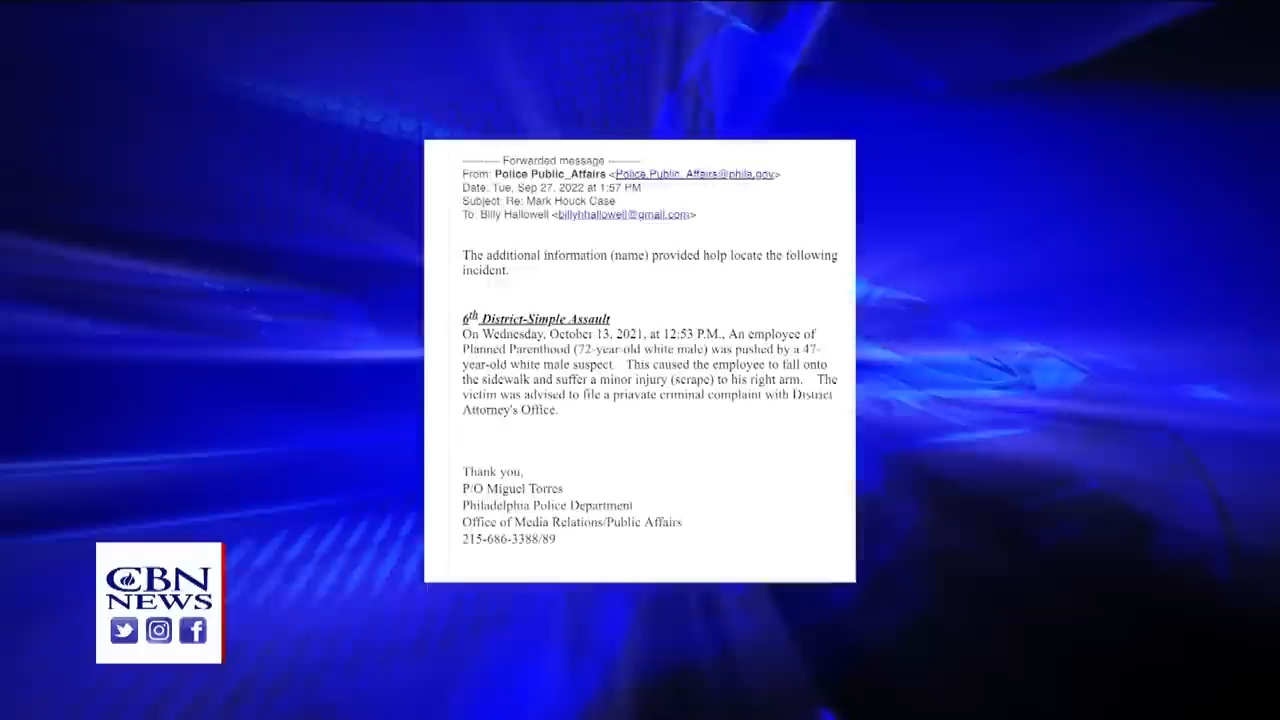 ---------- Forwarded message ----------
From: Police Public_Affairs <Police.Public_Affairs@phila.gov>
Date: Tue, Sep 27, 2022 at 1:57 PM
Subject: Re: Mark Houck Case
To: Billy Hallowell <billyhhallowell@gmail.com>
The additional information (name) provided help locate the following
incident.
6th District-Simple Assault
On Wednesday, October 13, 2021, at 12:53 P.M., An employee of
Planned Parenthood (72-year-old white male) was pushed by a 47-
year-old white male suspect. This caused the employee to fall onto
the sidewalk and suffer a minor injury (scrape) to his right arm. The
victim was advised to file a priavate criminal complaint with District
Attorney's Office.
Thank you,
P/O Miguel Torres
Philadelphia Police Department
Office of Media Relations/Public Affairs
215-686-3388/89
CBN
NEWS